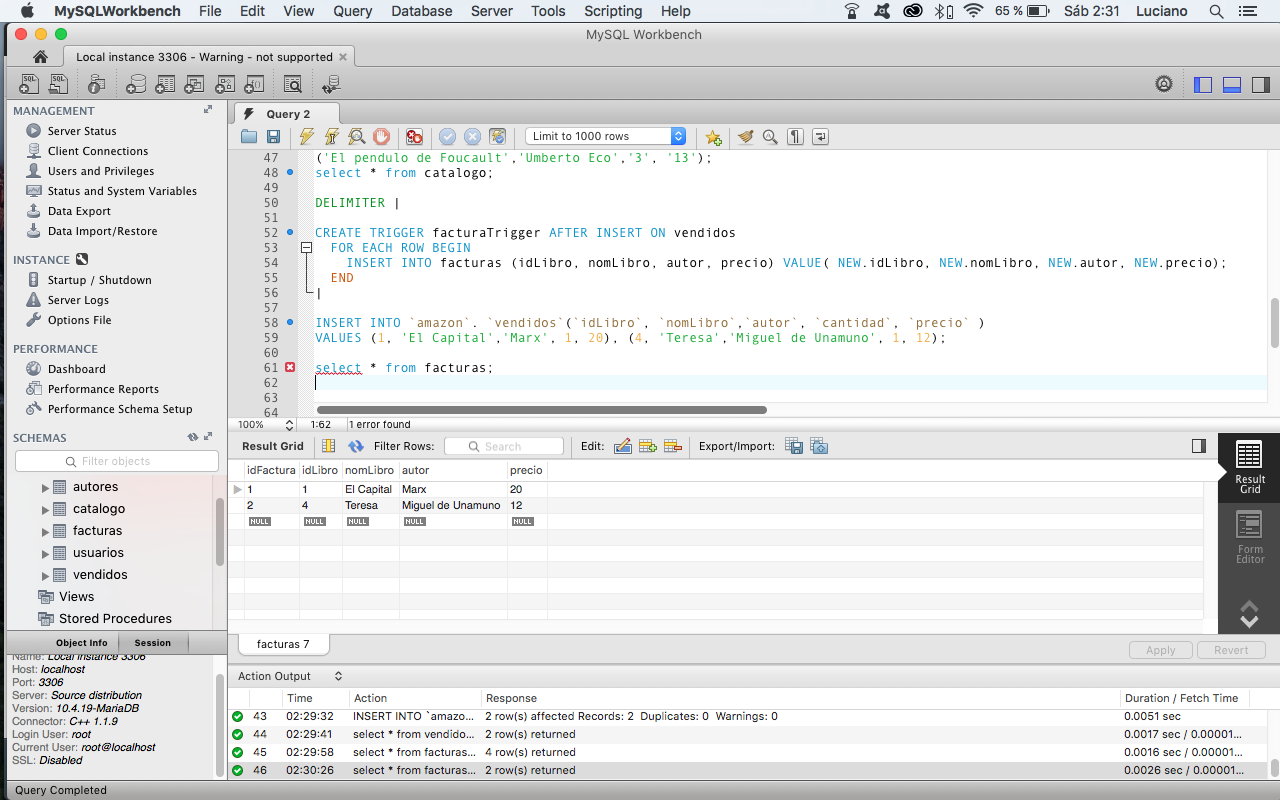 MySQLWorkbench File Edit View Query Database Server Tools Scripting Help 65 % Sáb 2:31 Luciano
MySQL Workbench
Local instance 3306 - Warning - not supported
MANAGEMENT
Server Status
Client Connections
Users and Privileges
Status and System Variables
Data Export
Data Import/Restore
INSTANCE
Startup / Shutdown
Server Logs
Options File
PERFORMANCE
Dashboard
Performance Reports
Performance Schema Setup
SCHEMAS
Filter objects
autores
catalogo
facturas
usuarios
vendidos
Views
Stored Procedures
Object Info Session
Name: Local instance 3306
Host: localhost
Port: 3306
Server: Source distribution
Version: 10.4.19-MariaDB
Connector: C++ 1.1.9
Login User: root
Current User: root@localhost
SSL: Disabled
Query 2
Limit to 1000 rows
47 ('El pendulo de Foucault','Umberto Eco','3', '13');
48 select * from catalogo;
49
50 DELIMITER |
51
52 CREATE TRIGGER facturaTrigger AFTER INSERT ON vendidos
53 FOR EACH ROW BEGIN
54 INSERT INTO facturas (idLibro, nomLibro, autor, precio) VALUE( NEW.idLibro, NEW.nomLibro, NEW.autor, NEW.precio);
55 END
56 |
57
58 INSERT INTO `amazon`. `vendidos`(`idLibro`, `nomLibro`,`autor`, `cantidad`, `precio` )
59 VALUES (1, 'El Capital','Marx', 1, 20), (4, 'Teresa','Miguel de Unamuno', 1, 12);
60
61 select * from facturas;
62
63
64
100% 1:62 1 error found
Result Grid Filter Rows: Search Edit: Export/Import:
idFactura idLibro nomLibro autor precio
1 1 El Capital Marx 20
2 4 Teresa Miguel de Unamuno 12
NULL NULL NULL NULL NULL
Result Grid
Form Editor
facturas 7
Apply Revert
Action Output
Time Action Response Duration / Fetch Time
43 02:29:32 INSERT INTO `amazo... 2 row(s) affected Records: 2 Duplicates: 0 Warnings: 0 0.0051 sec
44 02:29:41 select * from vendido... 2 row(s) returned 0.0017 sec / 0.00001...
45 02:29:58 select * from facturas... 4 row(s) returned 0.0016 sec / 0.00001...
46 02:30:26 select * from facturas... 2 row(s) returned 0.0026 sec / 0.00001...
Query Completed